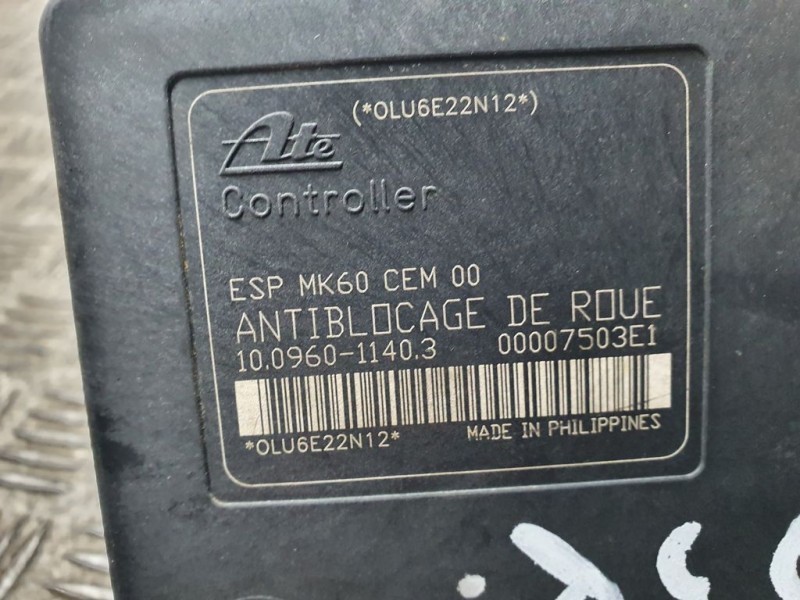 (*OLU6E22N12*)
Ate
Controller
ESP MK60 CEM 00
ANTIBLOCAGE DE ROUE
10.0960-1140.3 00007503E1
*OLU6E22N12*
MADE IN PHILIPPINES